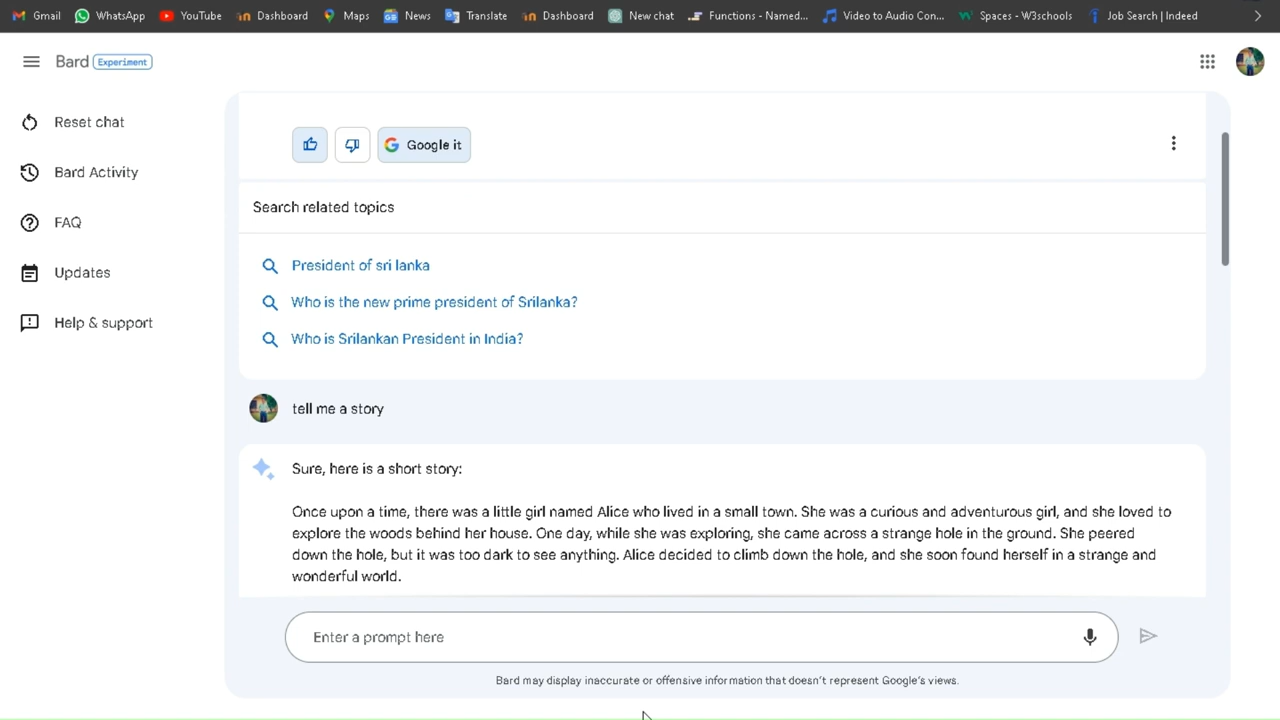 Gmail WhatsApp YouTube Dashboard Maps News Translate Dashboard New chat Functions - Named... Video to Audio Con... Spaces - W3schools Job Search | Indeed
Bard Experiment
Reset chat
Bard Activity
FAQ
Updates
Help & support
Google it
Search related topics
President of sri lanka
Who is the new prime president of Srilanka?
Who is Srilankan President in India?
tell me a story
Sure, here is a short story:
Once upon a time, there was a little girl named Alice who lived in a small town. She was a curious and adventurous girl, and she loved to
explore the woods behind her house. One day, while she was exploring, she came across a strange hole in the ground. She peered
down the hole, but it was too dark to see anything. Alice decided to climb down the hole, and she soon found herself in a strange and
wonderful world.
Enter a prompt here
Bard may display inaccurate or offensive information that doesn't represent Google's views.